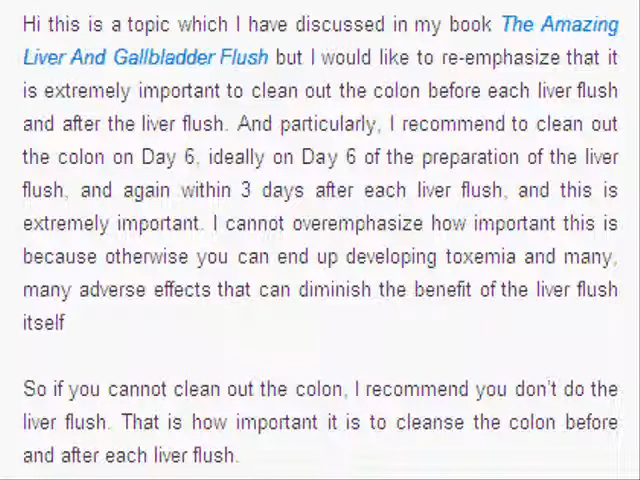 Hi this is a topic which I have discussed in my book The Amazing
Liver And Gallbladder Flush but I would like to re-emphasize that it
is extremely important to clean out the colon before each liver flush
and after the liver flush. And particularly, I recommend to clean out
the colon on Day 6, ideally on Day 6 of the preparation of the liver
flush, and again within 3 days after each liver flush, and this is
extremely important. I cannot overemphasize how important this is
because otherwise you can end up developing toxemia and many,
many adverse effects that can diminish the benefit of the liver flush
itself
So if you cannot clean out the colon, I recommend you don't do the
liver flush. That is how important it is to cleanse the colon before
and after each liver flush.